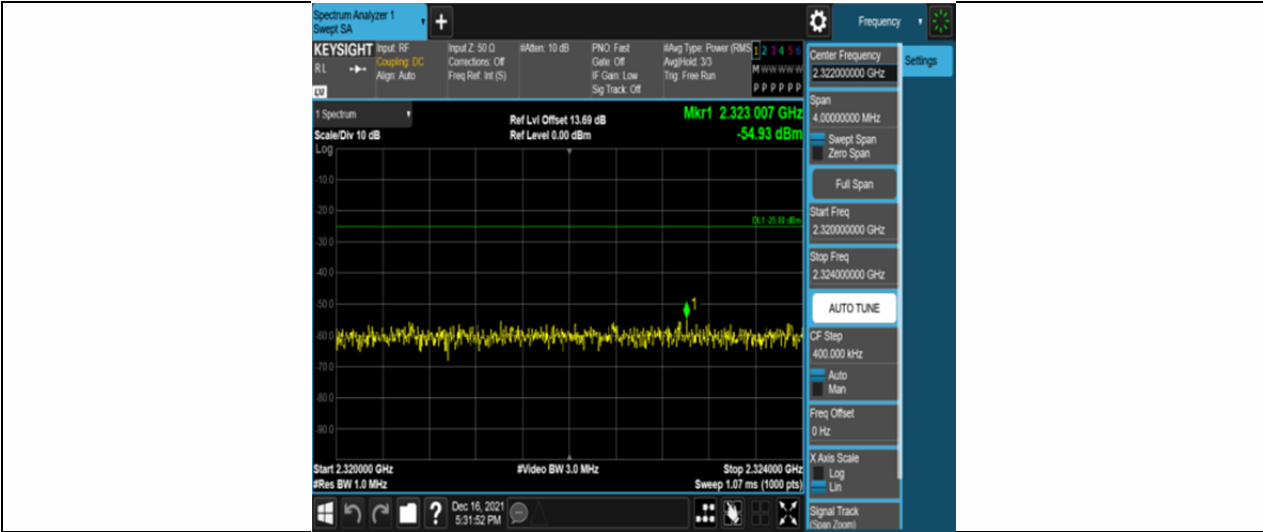 Spectrum Analyzer 1
Swept SA
Frequency
KEYSIGHT
RL
LV
Input: RF
Coupling: DC
Align: Auto
Input Z: 50 Ω
Corrections: Off
Freq Ref: Int (S)
#Atten: 10 dB
PNO: Fast
Gate: Off
IF Gain: Low
Sig Track: Off
#Avg Type: Power (RMS
Avg|Hold: 3/3
Trig: Free Run
1 2 3 4 5 6
M W W W W W
P P P P P P
Settings
1 Spectrum
Scale/Div 10 dB
Log
Ref Lvl Offset 13.69 dB
Ref Level 0.00 dBm
Mkr1 2.323 007 GHz
-54.93 dBm
-10.0
-20.0
-30.0
-40.0
-50.0
-60.0
-70.0
-80.0
-90.0
DL1 -25.00 dBm
1
Start 2.320000 GHz
#Res BW 1.0 MHz
#Video BW 3.0 MHz
Stop 2.324000 GHz
Sweep 1.07 ms (1000 pts)
Center Frequency
2.322000000 GHz
Span
4.00000000 MHz
Swept Span
Zero Span
Full Span
Start Freq
2.320000000 GHz
Stop Freq
2.324000000 GHz
AUTO TUNE
CF Step
400.000 kHz
Auto
Man
Freq Offset
0 Hz
X Axis Scale
Log
Lin
Signal Track
(Span Zoom)
?
Dec 16, 2021
5:31:52 PM